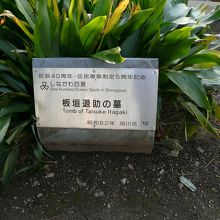 区政40周年・区民憲章制定5周年記念
しながわ百景
One Hundred Scenic Spots in Shinagawa
板垣退助の墓
Tomb of Taisuke Itagaki
昭和62年 品川区 13